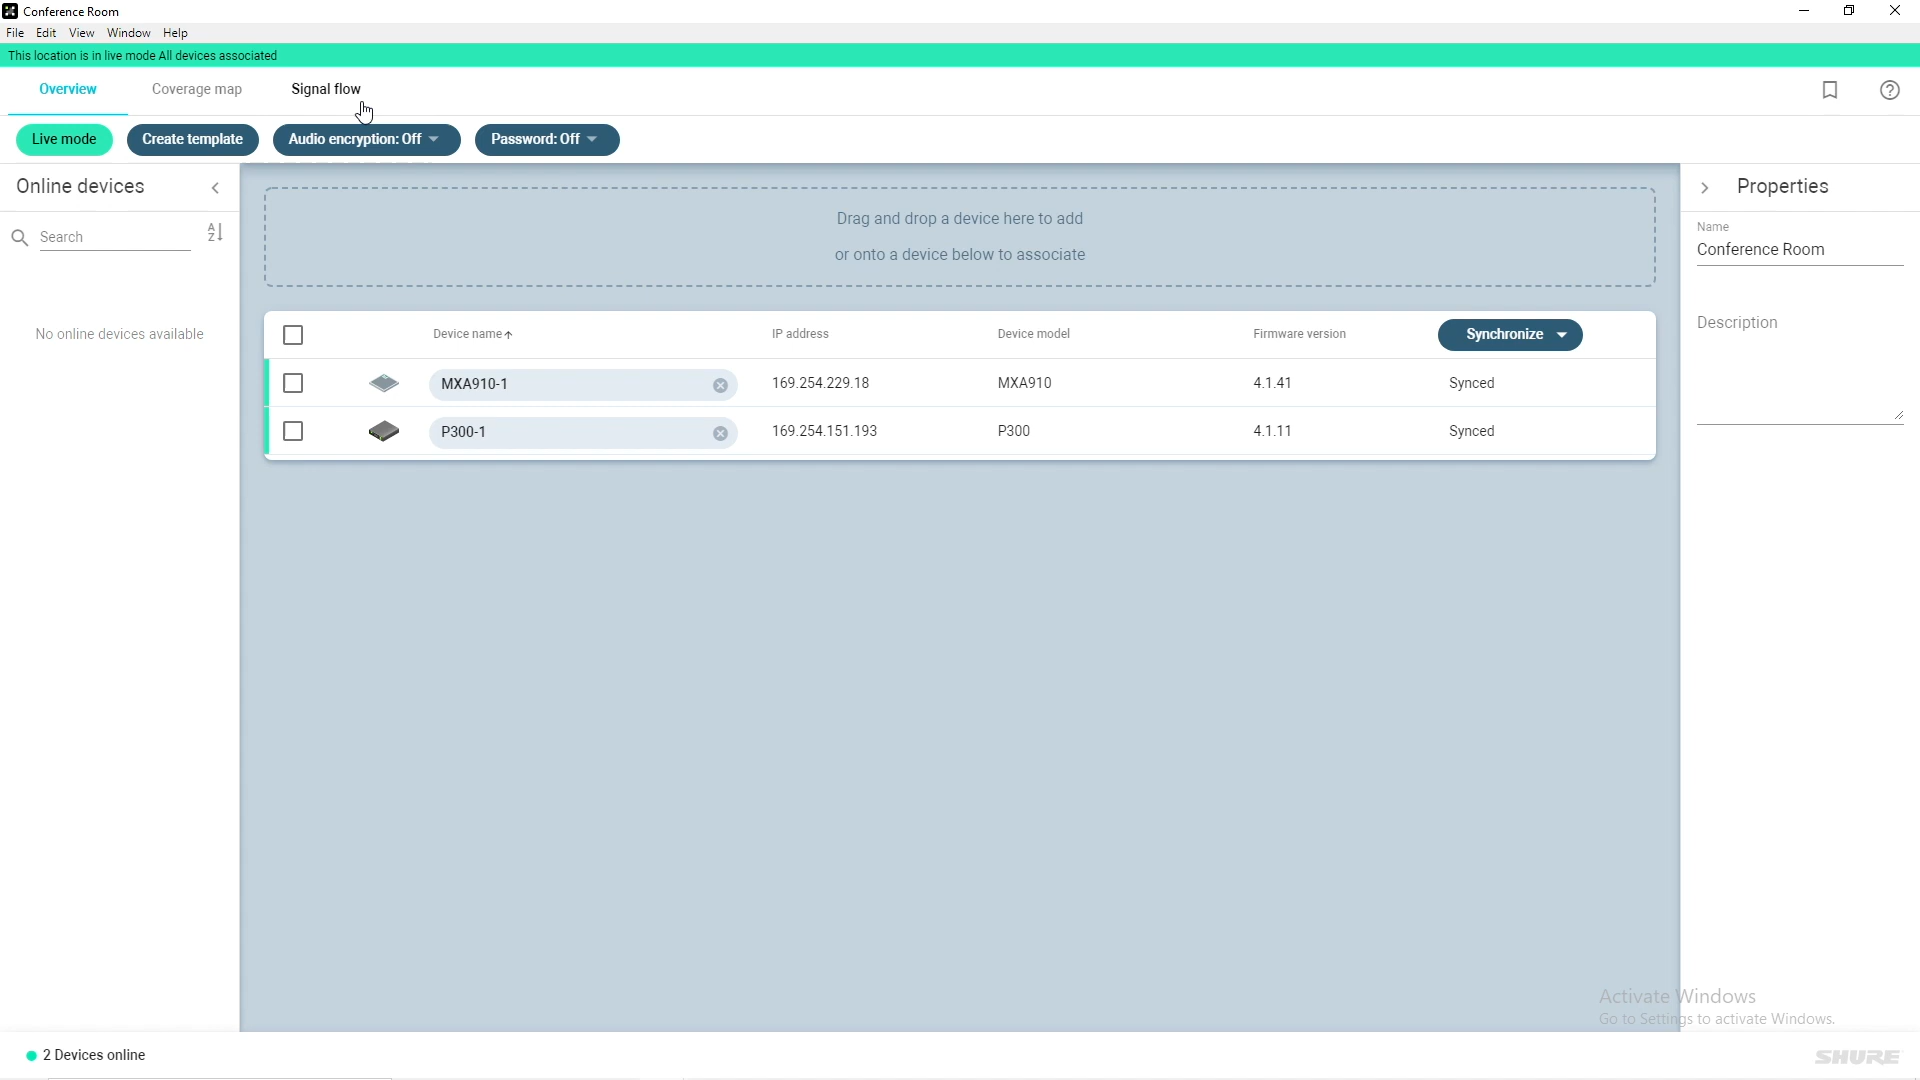 Conference Room
File Edit View Window Help
This location is in live mode All devices associated
Overview Coverage map Signal flow
Live mode Create template Audio encryption: Off Password: Off
Online devices
Search
A
Z
No online devices available
Drag and drop a device here to add
or onto a device below to associate
Device name IP address Device model Firmware version Synchronize
MXA910-1 169.254.229.18 MXA910 4.1.41 Synced
P300-1 169.254.151.193 P300 4.1.11 Synced
Properties
Name
Conference Room
Description
Activate Windows
Go to Settings to activate Windows.
2 Devices online
SHURE